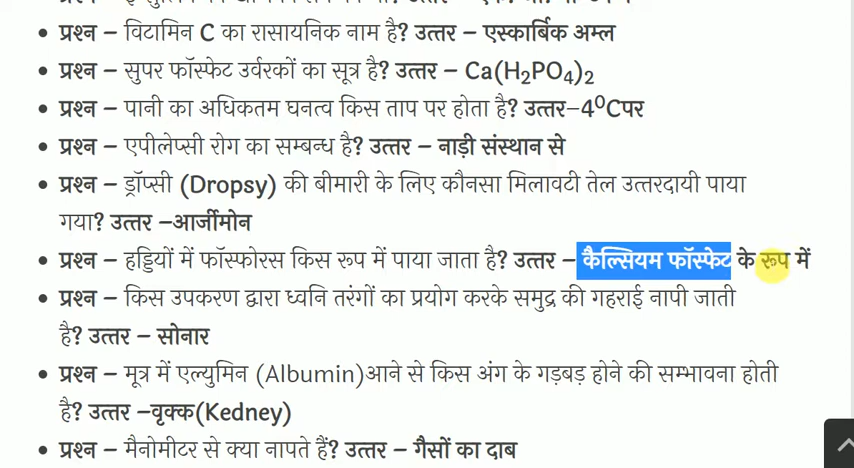 • प्रश्न – विटामिन C का रासायनिक नाम है? उत्तर – एस्कार्बिक अम्ल
• प्रश्न – सुपर फॉस्फेट उर्वरकों का सूत्र है? उत्तर – Ca(H₂PO₄)₂
• प्रश्न – पानी का अधिकतम घनत्व किस ताप पर होता है? उत्तर–4⁰Cपर
• प्रश्न – एपीलेप्सी रोग का सम्बन्ध है? उत्तर – नाड़ी संस्थान से
• प्रश्न – ड्रॉप्सी (Dropsy) की बीमारी के लिए कौनसा मिलावटी तेल उत्तरदायी पाया
गया? उत्तर –आर्जीमोन
• प्रश्न – हड्डियों में फॉस्फोरस किस रूप में पाया जाता है? उत्तर – कैल्सियम फॉस्फेट के रूप में
• प्रश्न – किस उपकरण द्वारा ध्वनि तरंगों का प्रयोग करके समुद्र की गहराई नापी जाती
है? उत्तर – सोनार
• प्रश्न – मूत्र में एल्युमिन (Albumin)आने से किस अंग के गड़बड़ होने की सम्भावना होती
है? उत्तर –वृक्क(Kedney)
• प्रश्न – मैनोमीटर से क्या नापते हैं? उत्तर – गैसों का दाब